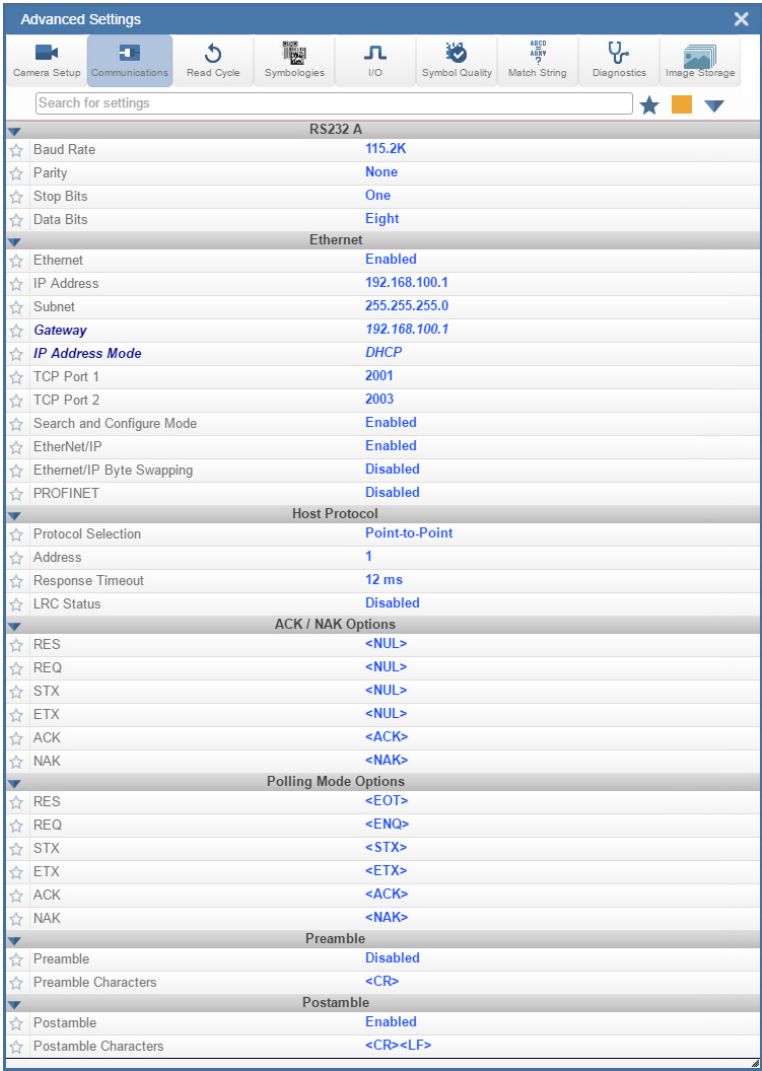 Advanced Settings
Camera Setup Communications Read Cycle Symbologies I/O Symbol Quality Match String Diagnostics Image Storage
Search for settings
RS232 A
Baud Rate 115.2K
Parity None
Stop Bits One
Data Bits Eight
Ethernet
Ethernet Enabled
IP Address 192.168.100.1
Subnet 255.255.255.0
Gateway 192.168.100.1
IP Address Mode DHCP
TCP Port 1 2001
TCP Port 2 2003
Search and Configure Mode Enabled
EtherNet/IP Enabled
Ethernet/IP Byte Swapping Disabled
PROFINET Disabled
Host Protocol
Protocol Selection Point-to-Point
Address 1
Response Timeout 12 ms
LRC Status Disabled
ACK / NAK Options
RES <NUL>
REQ <NUL>
STX <NUL>
ETX <NUL>
ACK <ACK>
NAK <NAK>
Polling Mode Options
RES <EOT>
REQ <ENQ>
STX <STX>
ETX <ETX>
ACK <ACK>
NAK <NAK>
Preamble
Preamble Disabled
Preamble Characters <CR>
Postamble
Postamble Enabled
Postamble Characters <CR><LF>